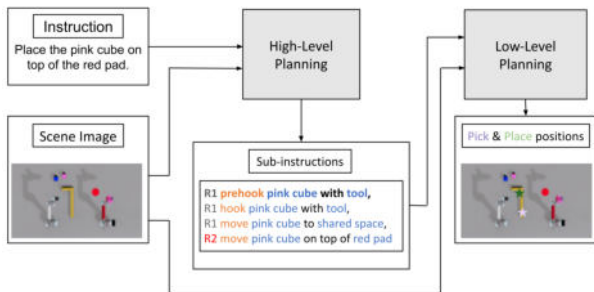 Instruction
Place the pink cube on
top of the red pad.
Scene Image
High-Level
Planning
Sub-instructions
R1 prehook pink cube with tool,
R1 hook pink cube with tool,
R1 move pink cube to shared space,
R2 move pink cube on top of red pad
Low-Level
Planning
Pick & Place positions